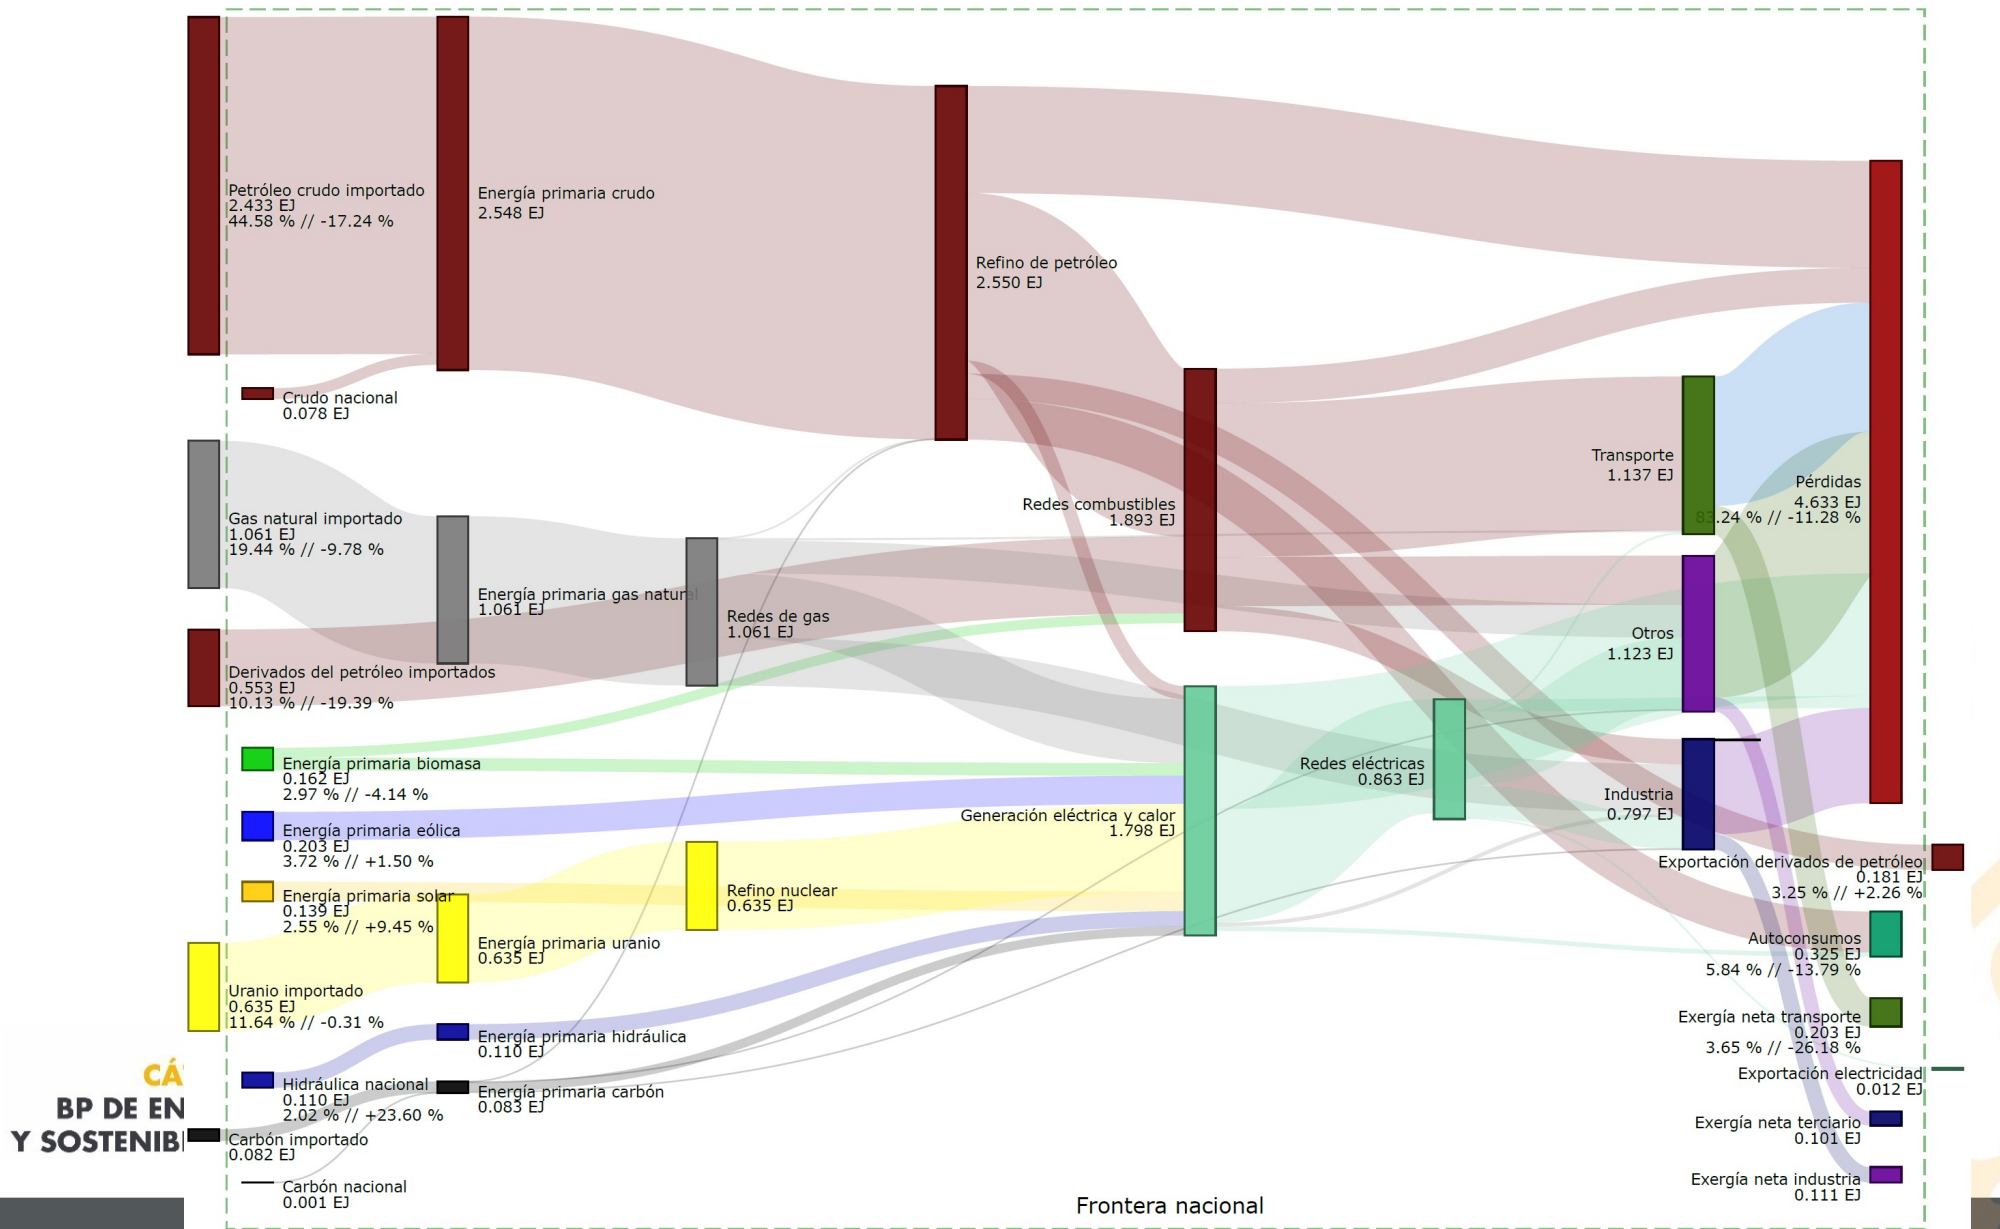 Petróleo crudo importado
2.433 EJ
44.58 % // -17.24 %
Energía primaria crudo
2.548 EJ
Refino de petróleo
2.550 EJ
Crudo nacional
0.078 EJ
Gas natural importado
1.061 EJ
19.44 % // -9.78 %
Energía primaria gas natural
1.061 EJ
Redes de gas
1.061 EJ
Redes combustibles
1.893 EJ
Transporte
1.137 EJ
Pérdidas
4.633 EJ
83.24 % // -11.28 %
Otros
1.123 EJ
Derivados del petróleo importados
0.553 EJ
10.13 % // -19.39 %
Energía primaria biomasa
0.162 EJ
2.97 % // -4.14 %
Energía primaria eólica
0.203 EJ
3.72 % // +1.50 %
Generación eléctrica y calor
1.798 EJ
Redes eléctricas
0.863 EJ
Industria
0.797 EJ
Energía primaria solar
0.139 EJ
2.55 % // +9.45 %
Refino nuclear
0.635 EJ
Exportación derivados de petróleo
0.181 EJ
3.25 % // +2.26 %
Energía primaria uranio
0.635 EJ
Autoconsumos
0.325 EJ
5.84 % // -13.79 %
Uranio importado
0.635 EJ
11.64 % // -0.31 %
Exergía neta transporte
0.203 EJ
3.65 % // -26.18 %
Energía primaria hidráulica
0.110 EJ
Hidráulica nacional
0.110 EJ
2.02 % // +23.60 %
Energía primaria carbón
0.083 EJ
Exportación electricidad
0.012 EJ
Carbón importado
0.082 EJ
Exergía neta terciario
0.101 EJ
Carbón nacional
0.001 EJ
Exergía neta industria
0.111 EJ
Frontera nacional
CÁ
BP DE EN
Y SOSTENIB